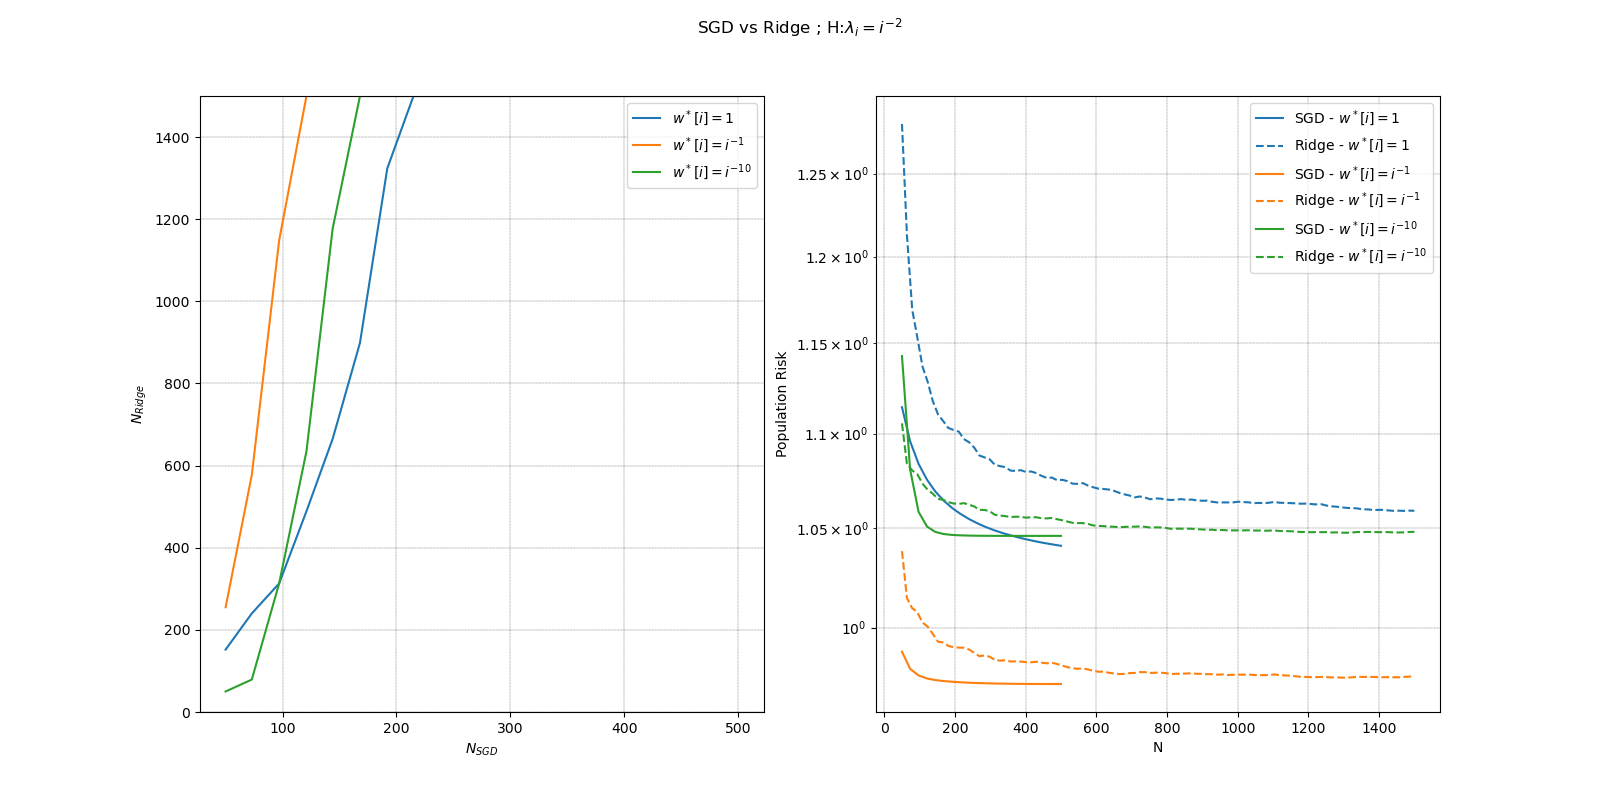 SGD vs Ridge ; H:λᵢ = i⁻²
1400
1200
1000
800
600
400
200
0
N_Ridge
100 200 300 400 500
N_SGD
w*[i] = 1
w*[i] = i⁻¹
w*[i] = i⁻¹⁰
1.25 × 10⁰
1.2 × 10⁰
1.15 × 10⁰
1.1 × 10⁰
1.05 × 10⁰
10⁰
Population Risk
0 200 400 600 800 1000 1200 1400
N
SGD - w*[i] = 1
Ridge - w*[i] = 1
SGD - w*[i] = i⁻¹
Ridge - w*[i] = i⁻¹
SGD - w*[i] = i⁻¹⁰
Ridge - w*[i] = i⁻¹⁰